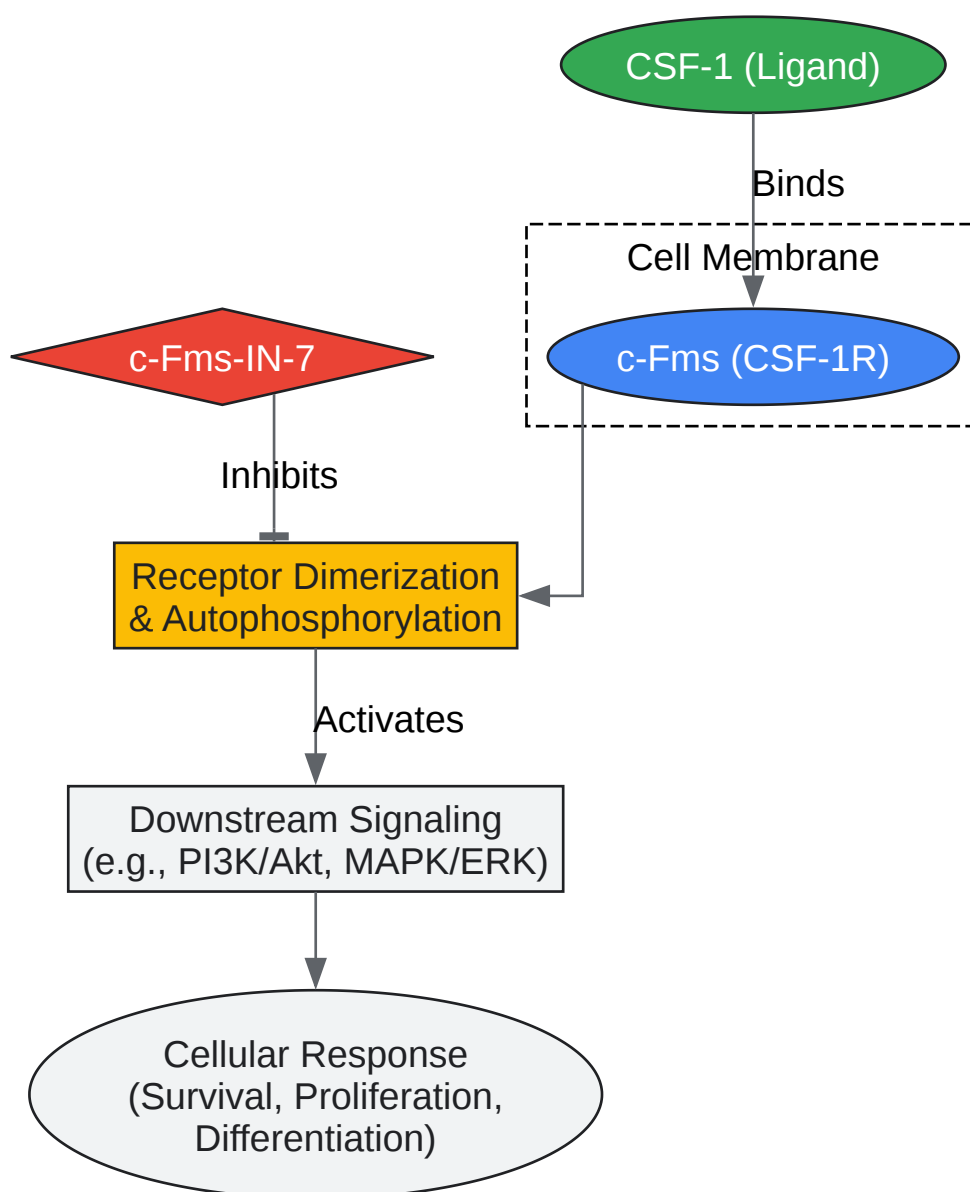 CSF-1 (Ligand)
Binds
Cell Membrane
c-Fms-IN-7
c-Fms (CSF-1R)
Inhibits
Receptor Dimerization
& Autophosphorylation
Activates
Downstream Signaling
(e.g., PI3K/Akt, MAPK/ERK)
Cellular Response
(Survival, Proliferation,
Differentiation)